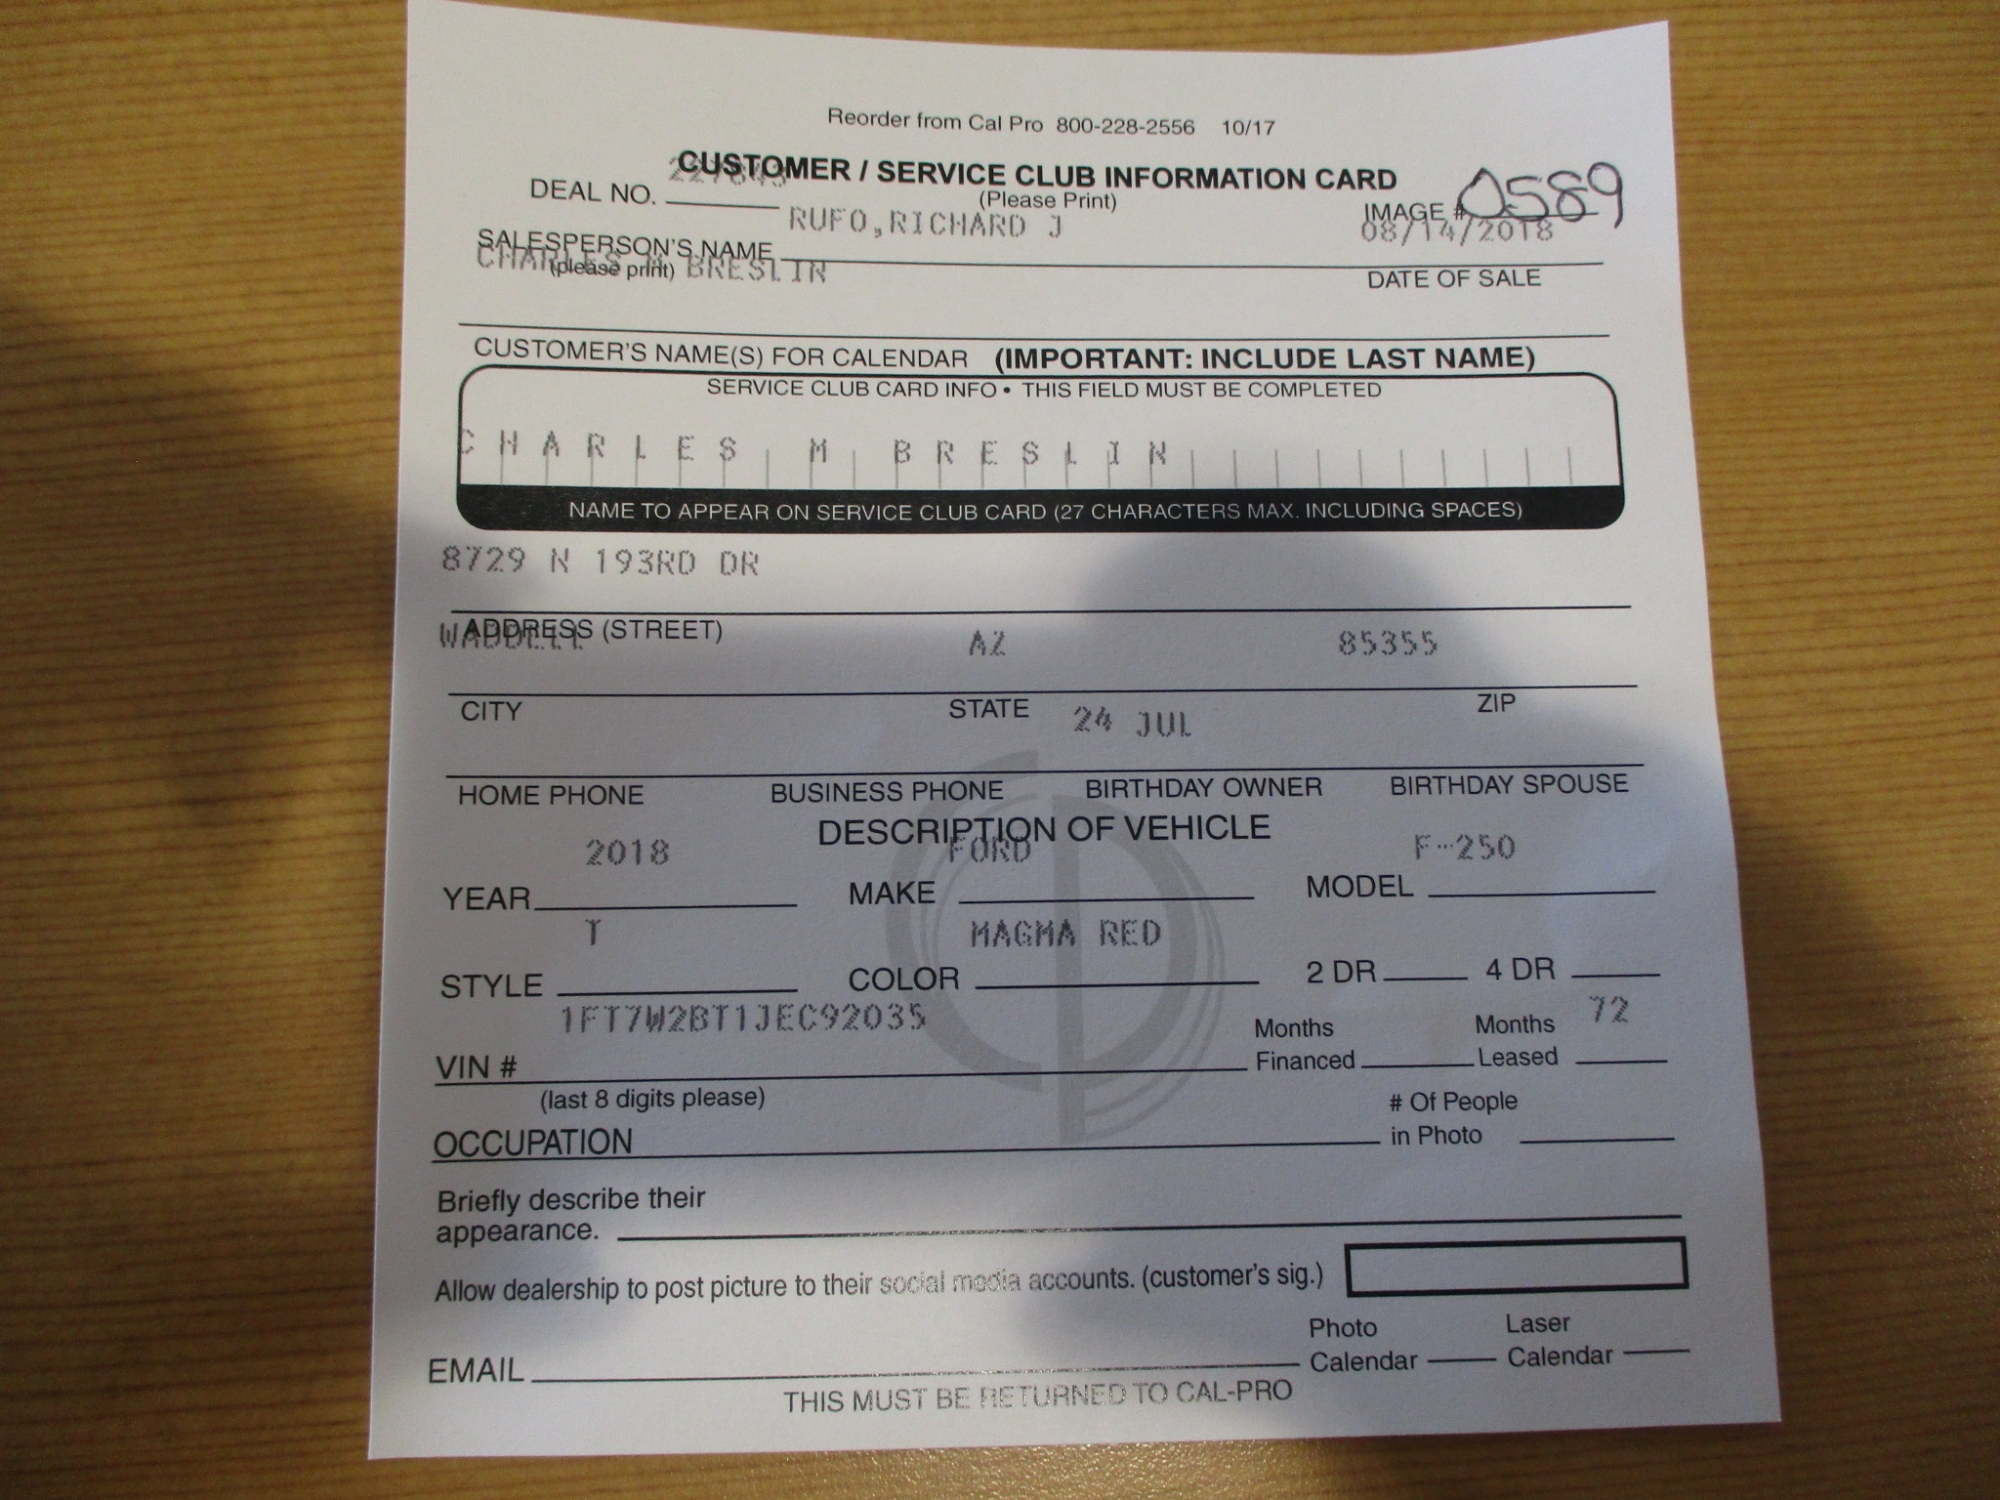 Reorder from Cal Pro 800-228-2556 10/17
CUSTOMER / SERVICE CLUB INFORMATION CARD
(Please Print)
DEAL NO.
IMAGE # 0589
RUFO,RICHARD J
08/14/2018
SALESPERSON'S NAME
(please print)
CHARLES M BRESLIN
DATE OF SALE
CUSTOMER'S NAME(S) FOR CALENDAR (IMPORTANT: INCLUDE LAST NAME)
SERVICE CLUB CARD INFO • THIS FIELD MUST BE COMPLETED
CHARLES M BRESLIN
NAME TO APPEAR ON SERVICE CLUB CARD (27 CHARACTERS MAX. INCLUDING SPACES)
8729 N 193RD DR
ADDRESS (STREET)
WADDELL AZ 85355
CITY STATE ZIP
24 JUL
HOME PHONE BUSINESS PHONE BIRTHDAY OWNER BIRTHDAY SPOUSE
DESCRIPTION OF VEHICLE
2018 FORD F-250
YEAR MAKE MODEL
T MAGMA RED
STYLE COLOR 2 DR 4 DR
1FT7W2BT1JEC92035
VIN # Months Financed Months Leased 72
(last 8 digits please)
OCCUPATION # Of People in Photo
Briefly describe their
appearance.
Allow dealership to post picture to their social media accounts. (customer's sig.)
EMAIL Photo Calendar Laser Calendar
THIS MUST BE RETURNED TO CAL-PRO